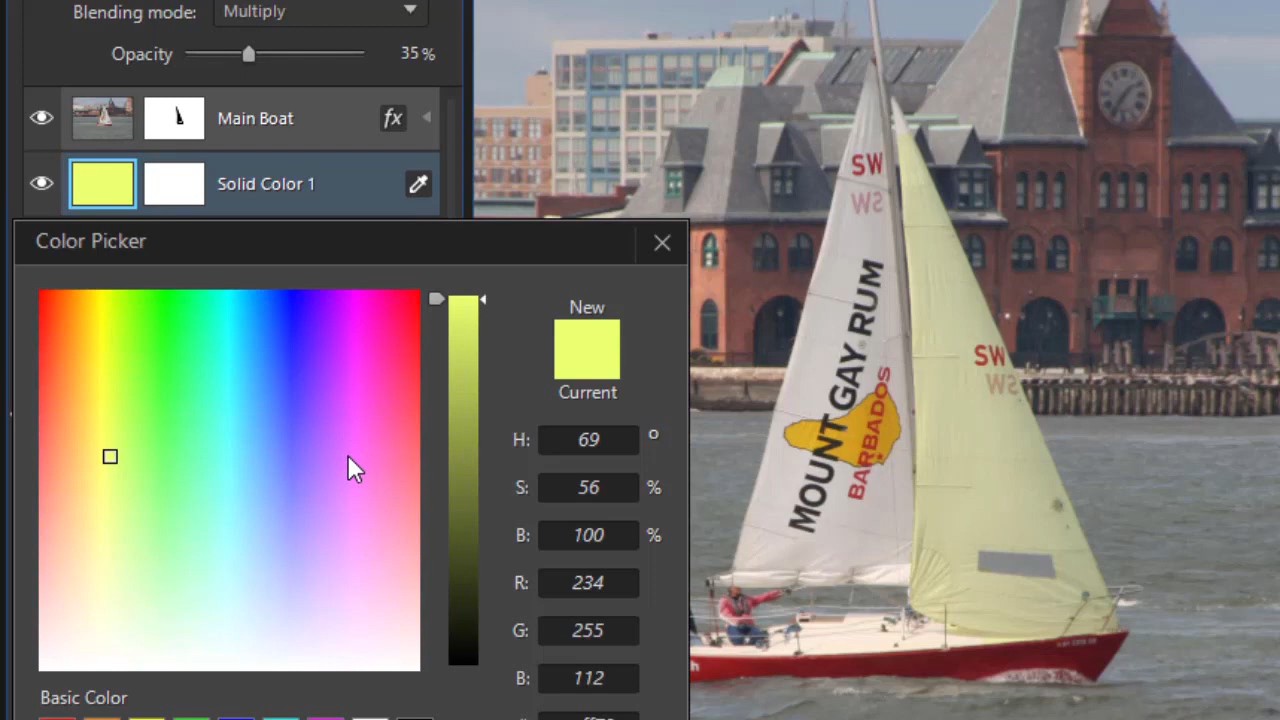 Blending mode: Multiply
Opacity 35 %
Main Boat fx
Solid Color 1
Color Picker
New
Current
H: 69 °
S: 56 %
B: 100 %
R: 234
G: 255
B: 112
Basic Color
SW
SW
MOUNT GAY RUM
BARBADOS
SW
SW